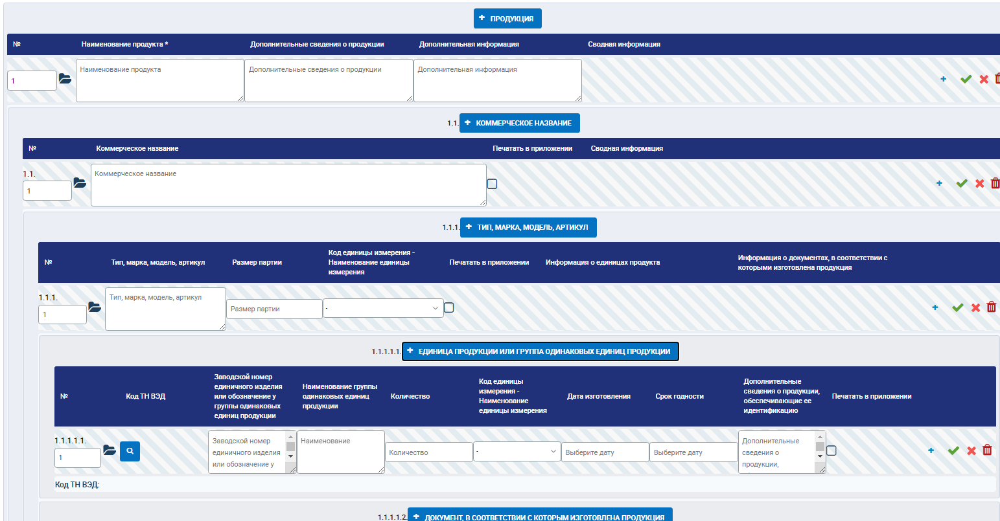 + ПРОДУКЦИЯ
№ Наименование продукта * Дополнительные сведения о продукции Дополнительная информация Сводная информация
1 Наименование продукта Дополнительные сведения о продукции Дополнительная информация
1.1. + КОММЕРЧЕСКОЕ НАЗВАНИЕ
№ Коммерческое название Печатать в приложении Сводная информация
1.1.
1 Коммерческое название
1.1.1. + ТИП, МАРКА, МОДЕЛЬ, АРТИКУЛ
№ Тип, марка, модель, артикул Размер партии
Код единицы измерения -
Наименование единицы
измерения
Печатать в приложении Информация о единицах продукта
Информация о документах, в соответствии с
которыми изготовлена продукция
1.1.1.
1 Тип, марка, модель, артикул Размер партии -
1.1.1.1.1. + ЕДИНИЦА ПРОДУКЦИИ ИЛИ ГРУППА ОДИНАКОВЫХ ЕДИНИЦ ПРОДУКЦИИ
№ Код ТН ВЭД
Заводской номер
единичного изделия
или обозначение у
группы одинаковых
единиц продукции
Наименование группы
одинаковых единиц
продукции
Количество
Код единицы
измерения -
Наименование
единицы измерения
Дата изготовления Срок годности
Дополнительные
сведения о продукции,
обеспечивающие ее
идентификацию
Печатать в приложении
1.1.1.1.1.
1
Заводской номер
единичного изделия
или обозначение у
Наименование
Количество - Выберите дату Выберите дату
Дополнительные
сведения о
продукции,
Код ТН ВЭД:
1.1.1.1.2. + ДОКУМЕНТ, В СООТВЕТСТВИИ С КОТОРЫМ ИЗГОТОВЛЕНА ПРОДУКЦИЯ